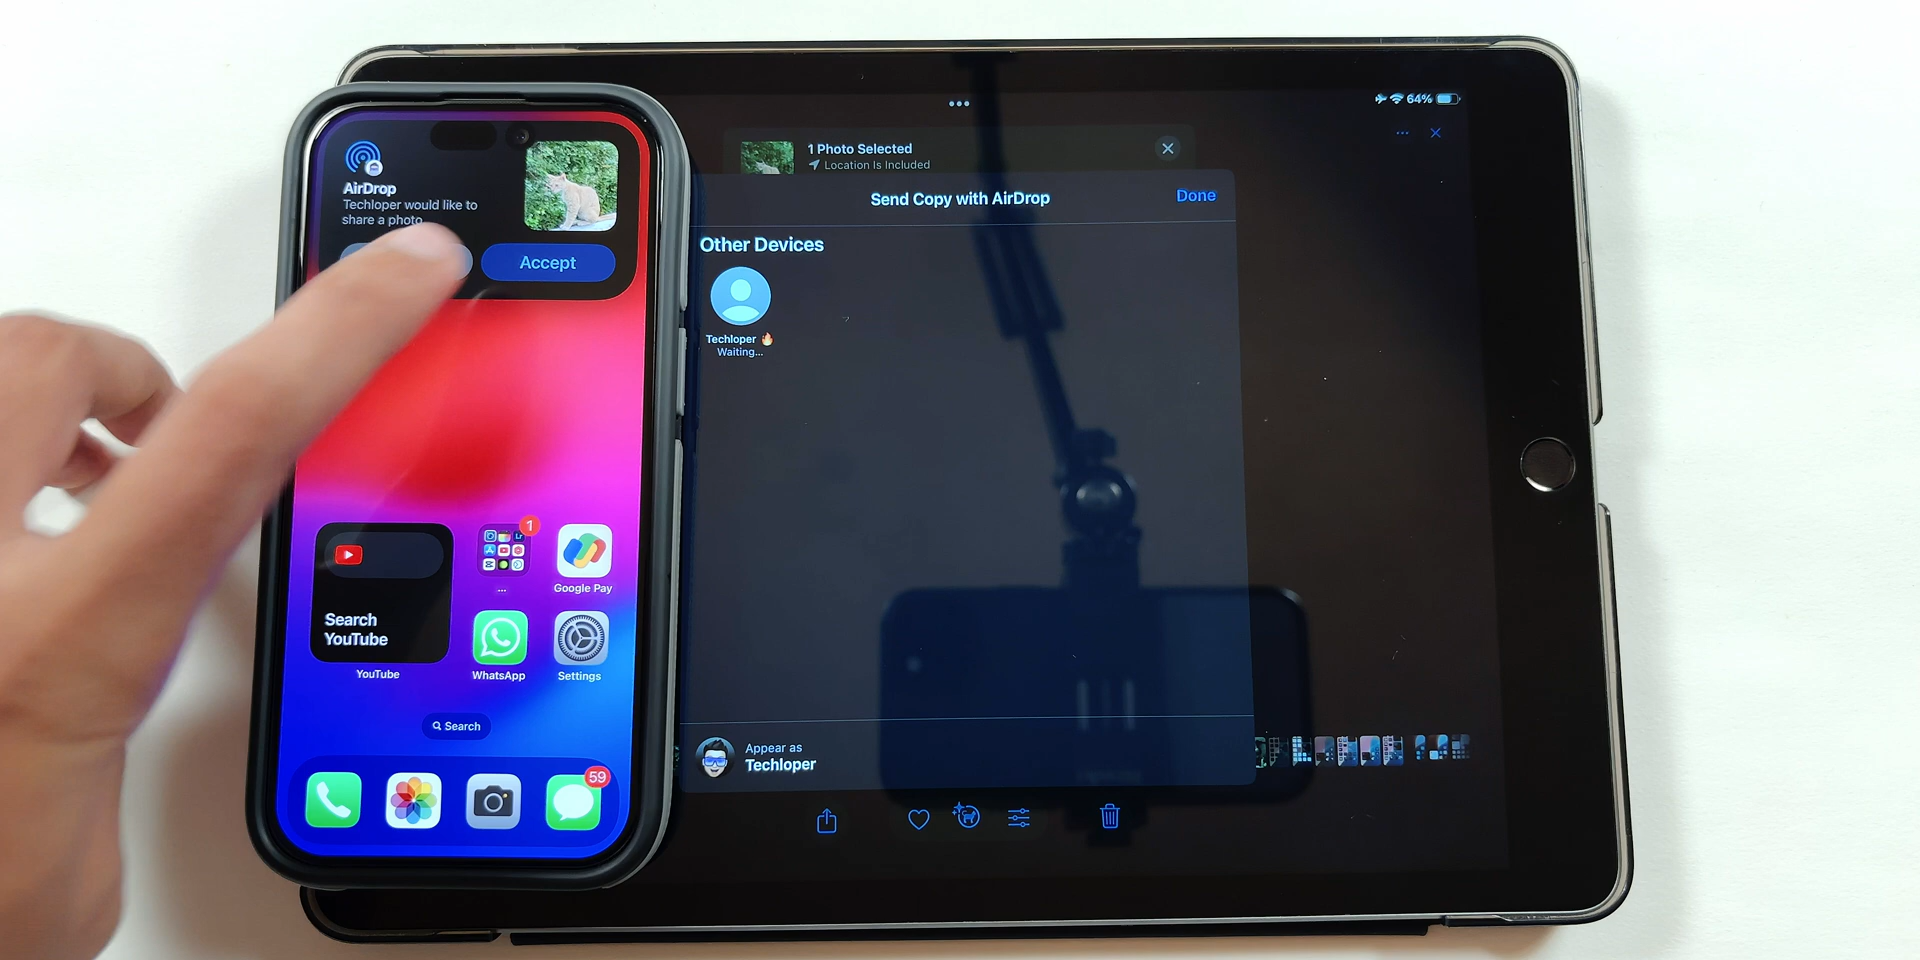 AirDrop
Techloper would like to
share a photo
Accept
1
Google Pay
...
Search
YouTube
YouTube
WhatsApp
Settings
Search
59
64%
1 Photo Selected
Location Is Included
Send Copy with AirDrop
Done
Other Devices
Techloper 🔥
Waiting...
Appear as
Techloper